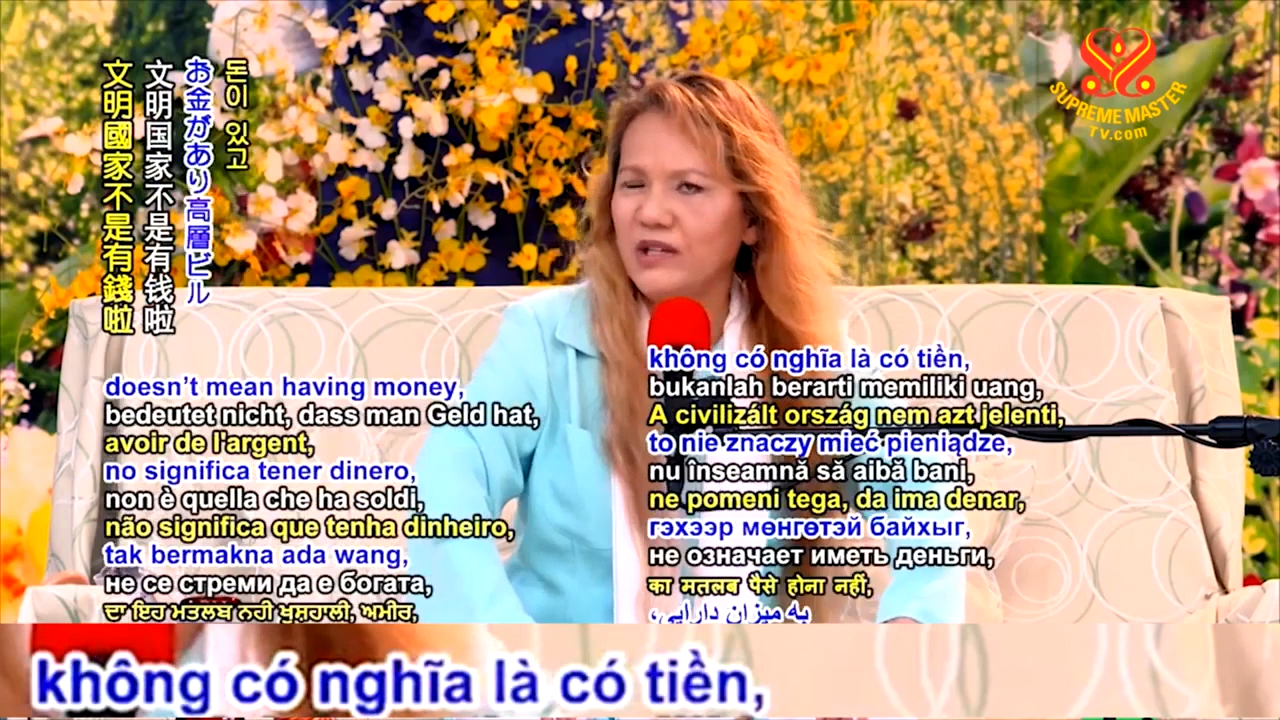 SUPREME MASTER
TV.com
돈이 있고
お金があり高層ビル
文明国家不是有钱啦
文明國家不是有錢啦
doesn't mean having money,
bedeutet nicht, dass man Geld hat,
avoir de l'argent,
no significa tener dinero,
non è quella che ha soldi,
não significa que tenha dinheiro,
tak bermakna ada wang,
не се стреми да е богата,
ਦਾ ਇਹ ਮਤਲਬ ਨਹੀ ਖੁਸ਼ਹਾਲੀ, ਅਮੀਰ,
không có nghĩa là có tiền,
bukanlah berarti memiliki uang,
A civilizált ország nem azt jelenti,
to nie znaczy mieć pieniądze,
nu înseamnă să aibă bani,
ne pomeni tega, da ima denar,
гэхээр мөнгөтэй байхыг,
не означает иметь деньги,
का मतलब पैसे होना नहीं,
به میزان دارایی،
không có nghĩa là có tiền,